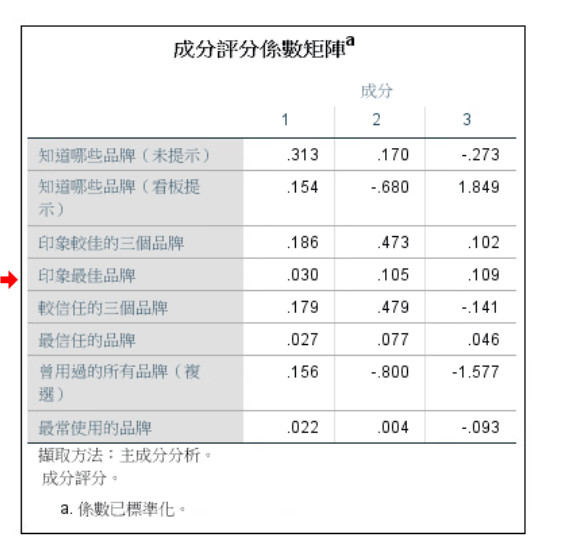 成分評分係數矩陣a
成分
1 2 3
知道哪些品牌（未提示） .313 .170 -.273
知道哪些品牌（看板提 .154 -.680 1.849
示）
印象較佳的三個品牌 .186 .473 .102
印象最佳品牌 .030 .105 .109
較信任的三個品牌 .179 .479 -.141
最信任的品牌 .027 .077 .046
曾用過的所有品牌（複 .156 -.800 -1.577
選）
最常使用的品牌 .022 .004 -.093
擷取方法：主成分分析。
成分評分。
a. 係數已標準化。